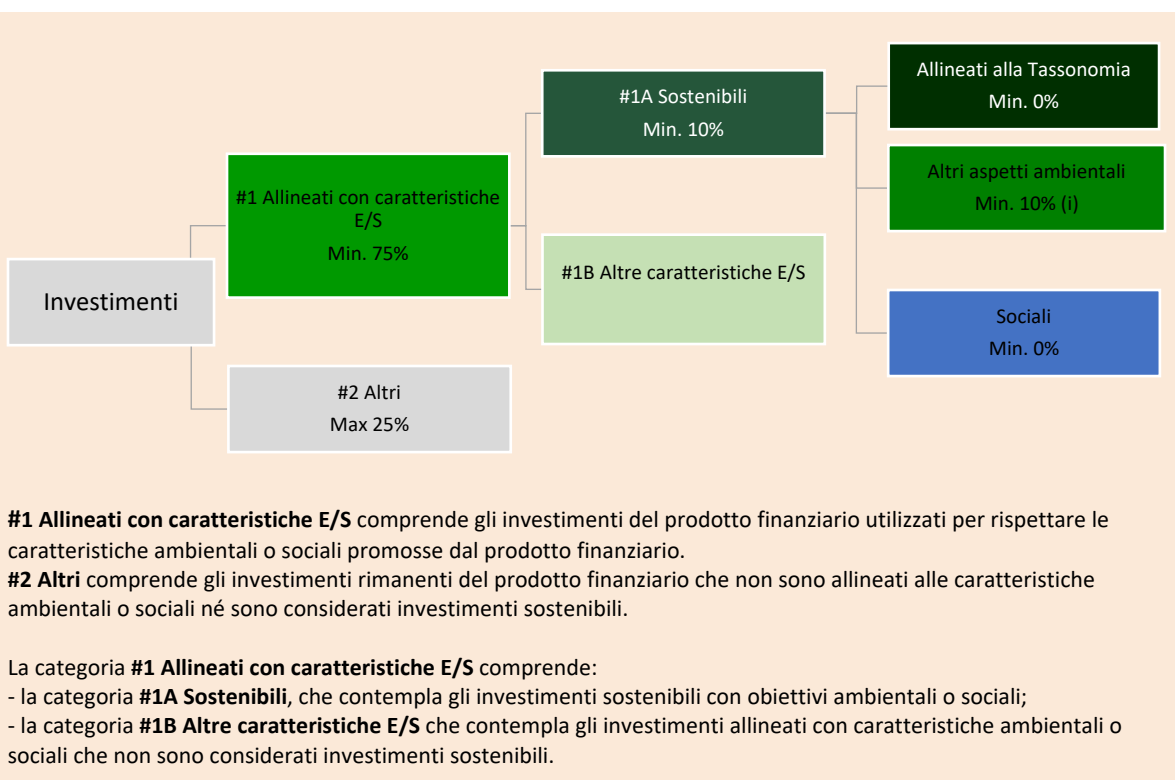 Allineati alla Tassonomia
Min. 0%
#1A Sostenibili
Min. 10%
Altri aspetti ambientali
Min. 10% (i)
#1 Allineati con caratteristiche
E/S
Min. 75%
#1B Altre caratteristiche E/S
Investimenti
Sociali
Min. 0%
#2 Altri
Max 25%
#1 Allineati con caratteristiche E/S comprende gli investimenti del prodotto finanziario utilizzati per rispettare le
caratteristiche ambientali o sociali promosse dal prodotto finanziario.
#2 Altri comprende gli investimenti rimanenti del prodotto finanziario che non sono allineati alle caratteristiche
ambientali o sociali né sono considerati investimenti sostenibili.
La categoria #1 Allineati con caratteristiche E/S comprende:
- la categoria #1A Sostenibili, che contempla gli investimenti sostenibili con obiettivi ambientali o sociali;
- la categoria #1B Altre caratteristiche E/S che contempla gli investimenti allineati con caratteristiche ambientali o
sociali che non sono considerati investimenti sostenibili.